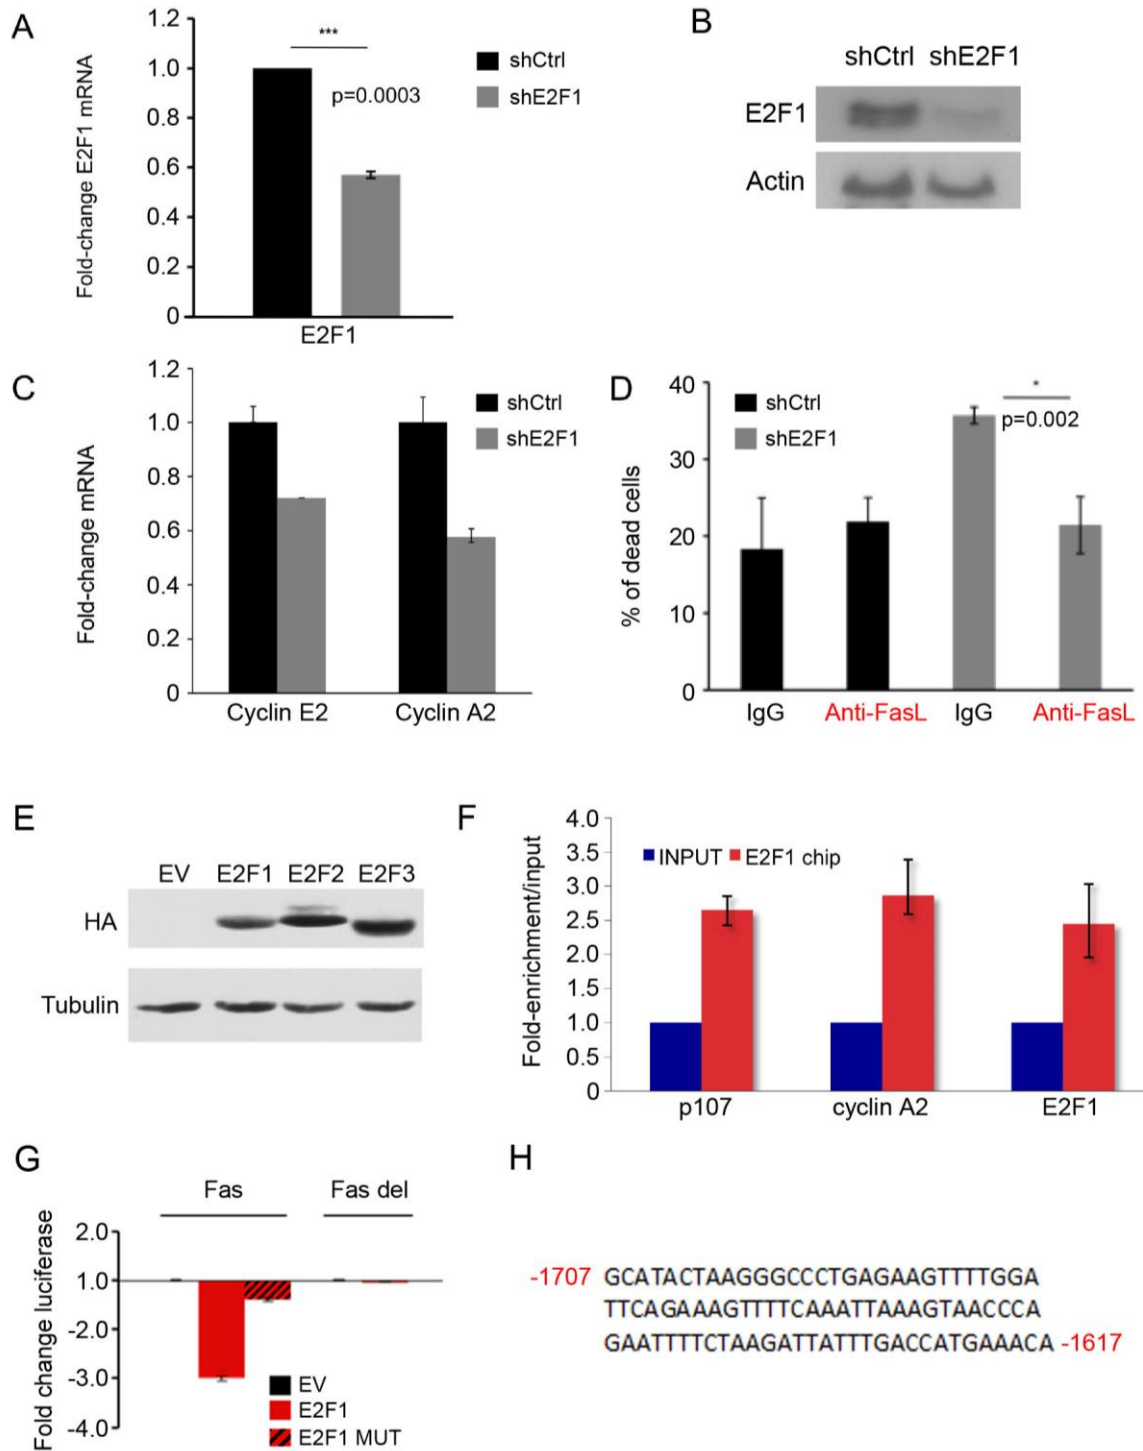 A
Fold-change E2F1 mRNA
1.2
1.0
0.8
0.6
0.4
0.2
0
***
p=0.0003
shCtrl
shE2F1
E2F1
B
shCtrl shE2F1
E2F1
Actin
C
Fold-change mRNA
1.2
1.0
0.8
0.6
0.4
0.2
0
shCtrl
shE2F1
Cyclin E2 Cyclin A2
D
% of dead cells
40
30
20
10
0
shCtrl
shE2F1
*
p=0.002
IgG Anti-FasL IgG Anti-FasL
E
EV E2F1 E2F2 E2F3
HA
Tubulin
F
Fold-enrichment/input
4.0
3.5
3.0
2.5
2.0
1.5
1.0
0.5
0
INPUT E2F1 chip
p107 cyclin A2 E2F1
G
Fas Fas del
Fold change luciferase
2.0
1.0
-2.0
-3.0
-4.0
EV
E2F1
E2F1 MUT
H
-1707 GCATACTAAGGGCCCTGAGAAGTTTTGGA
TTCAGAAAGTTTTCAAATTAAAGTAACCCA
GAATTTTCTAAGATTATTTGACCATGAAACA -1617